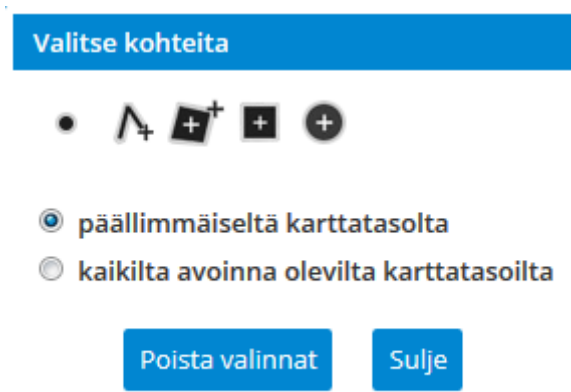 Valitse kohteita
päällimmäiseltä karttatasolta
kaikilta avoinna olevilta karttatasoilta
Poista valinnat Sulje